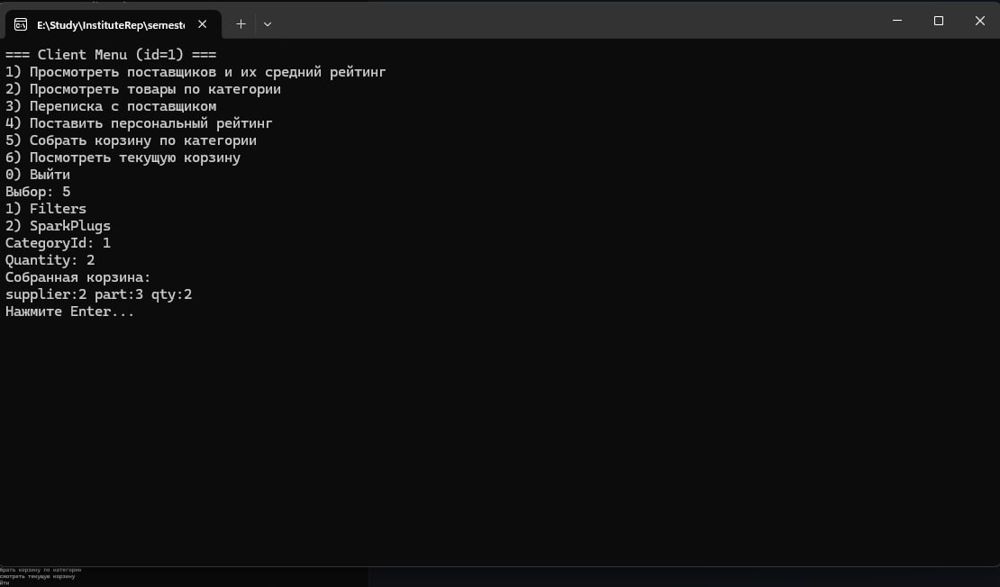 E:\Study\InstituteRep\semest
=== Client Menu (id=1) ===
1) Просмотреть поставщиков и их средний рейтинг
2) Просмотреть товары по категории
3) Переписка с поставщиком
4) Поставить персональный рейтинг
5) Собрать корзину по категории
6) Посмотреть текущую корзину
0) Выйти
Выбор: 5
1) Filters
2) SparkPlugs
CategoryId: 1
Quantity: 2
Собранная корзина:
supplier:2 part:3 qty:2
Нажмите Enter...
брать корзину по категории
смотреть текущую корзину
йти